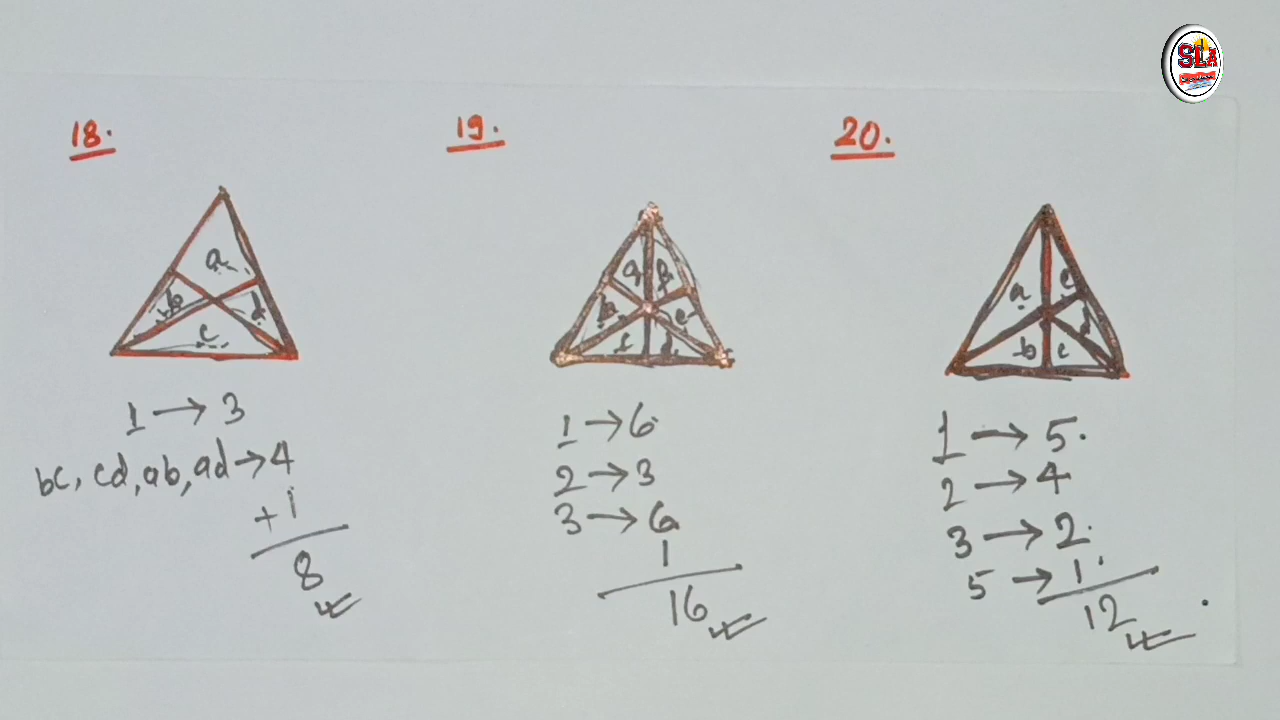 SLA
18.
a
b
d
c
1 → 3
bc, cd, ab, ad → 4
+ 1
8
19.
a
c
d
e
1 → 6
2 → 3
3 → 6
1
16
20.
a
e
d
b
c
1 → 5.
2 → 4
3 → 2.
5 → 1.
12